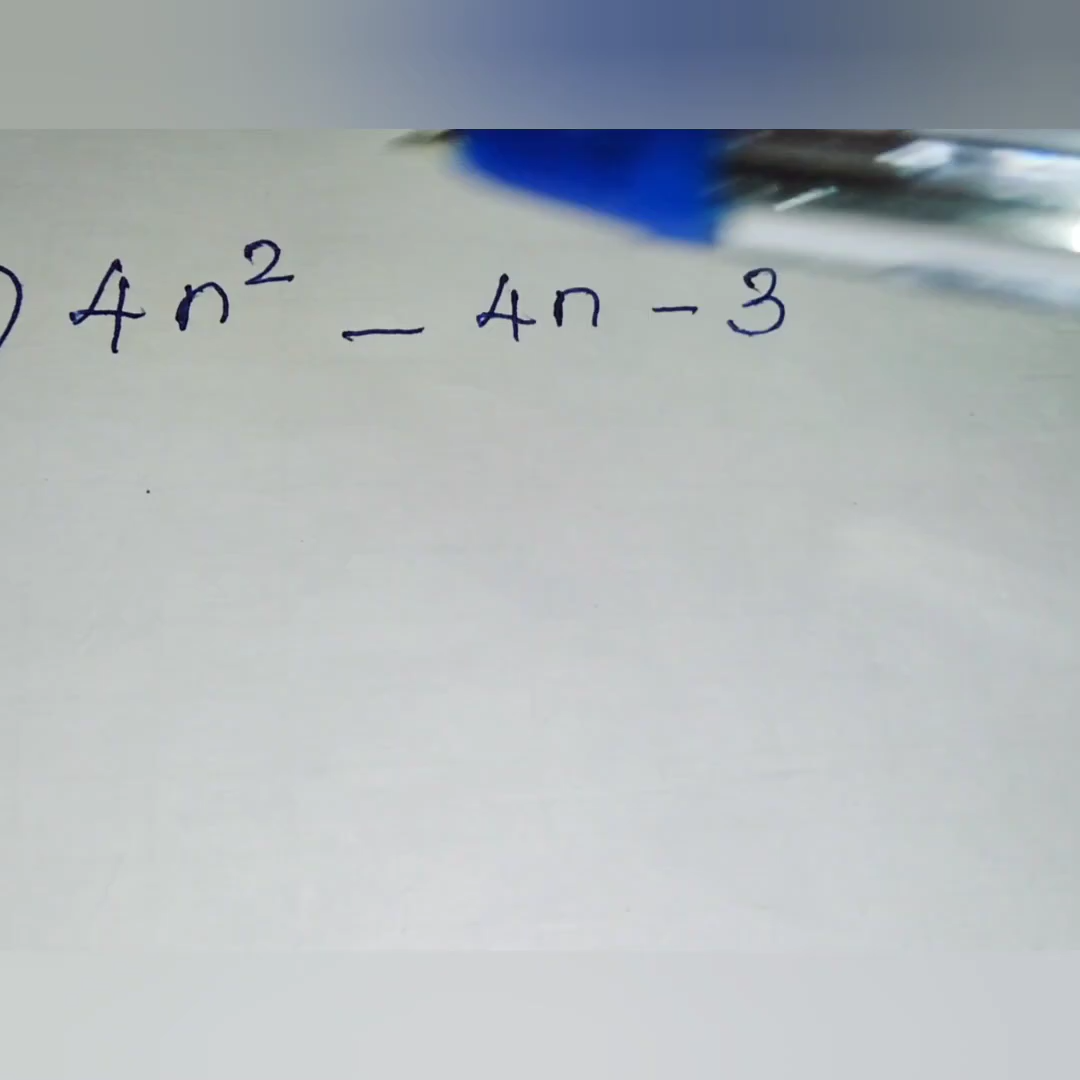 ) 4n² - 4n - 3